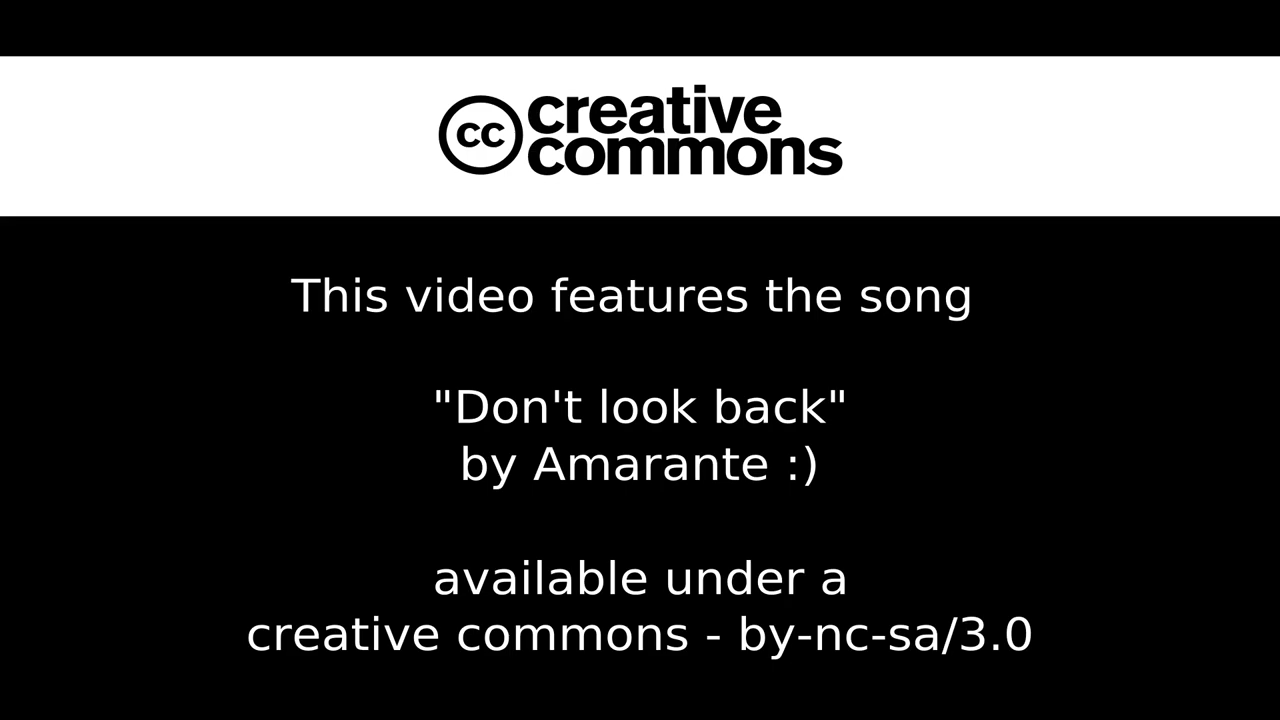 cc creative
commons
This video features the song
"Don't look back"
by Amarante :)
available under a
creative commons - by-nc-sa/3.0